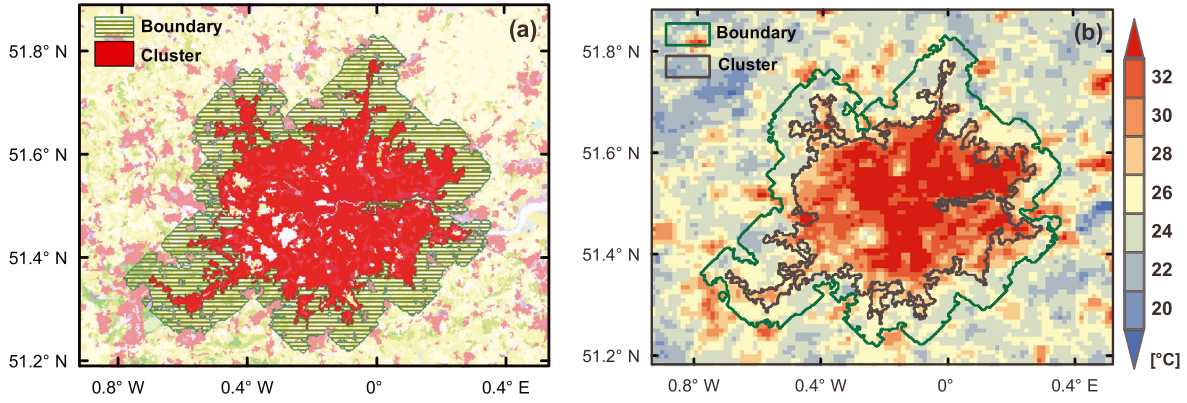 (a)
Boundary
Cluster
51.8° N
51.6° N
51.4° N
51.2° N
0.8° W
0.4° W
0°
0.4° E
(b)
Boundary
Cluster
51.8° N
51.6° N
51.4° N
51.2° N
0.8° W
0.4° W
0°
0.4° E
32
30
28
26
24
22
20
[°C]